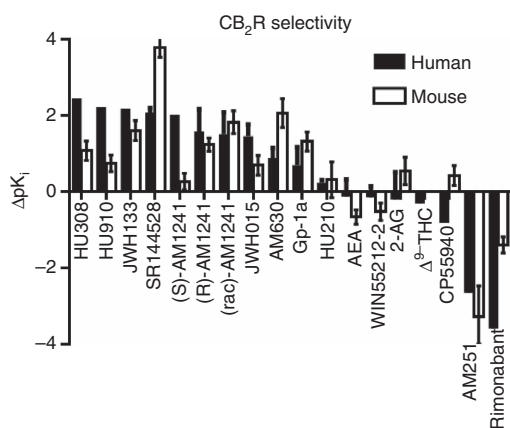 CB₂R selectivity
4
2
0
−2
−4
ΔpKᵢ
Human
Mouse
HU308
HU910
JWH133
SR144528
(S)-AM1241
(R)-AM1241
(rac)-AM1241
JWH015
AM630
Gp-1a
HU210
AEA
WIN55212-2
2-AG
Δ⁹–THC
CP55940
AM251
Rimonabant